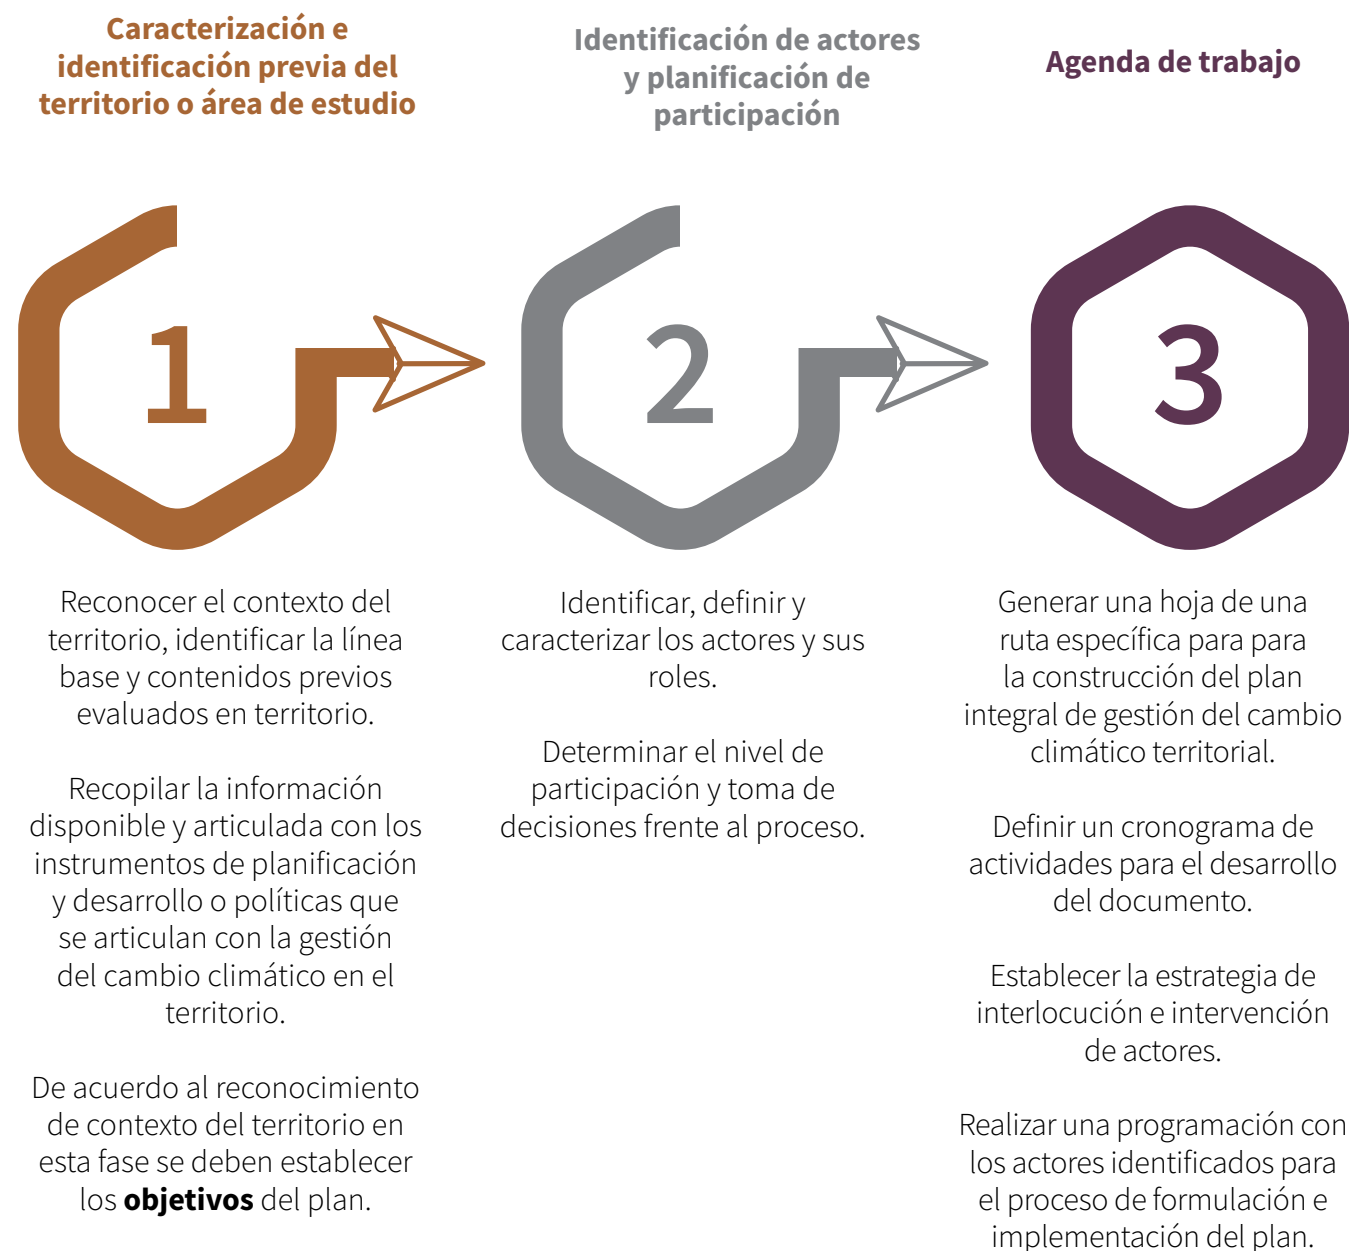 Caracterización e
identificación previa del
territorio o área de estudio
1
Reconocer el contexto del
territorio, identificar la línea
base y contenidos previos
evaluados en territorio.
Recopilar la información
disponible y articulada con los
instrumentos de planificación
y desarrollo o políticas que
se articulan con la gestión
del cambio climático en el
territorio.
De acuerdo al reconocimiento
de contexto del territorio en
esta fase se deben establecer
los objetivos del plan.
Identificación de actores
y planificación de
participación
2
Identificar, definir y
caracterizar los actores y sus
roles.
Determinar el nivel de
participación y toma de
decisiones frente al proceso.
Agenda de trabajo
3
Generar una hoja de una
ruta específica para para
la construcción del plan
integral de gestión del cambio
climático territorial.
Definir un cronograma de
actividades para el desarrollo
del documento.
Establecer la estrategia de
interlocución e intervención
de actores.
Realizar una programación con
los actores identificados para
el proceso de formulación e
implementación del plan.